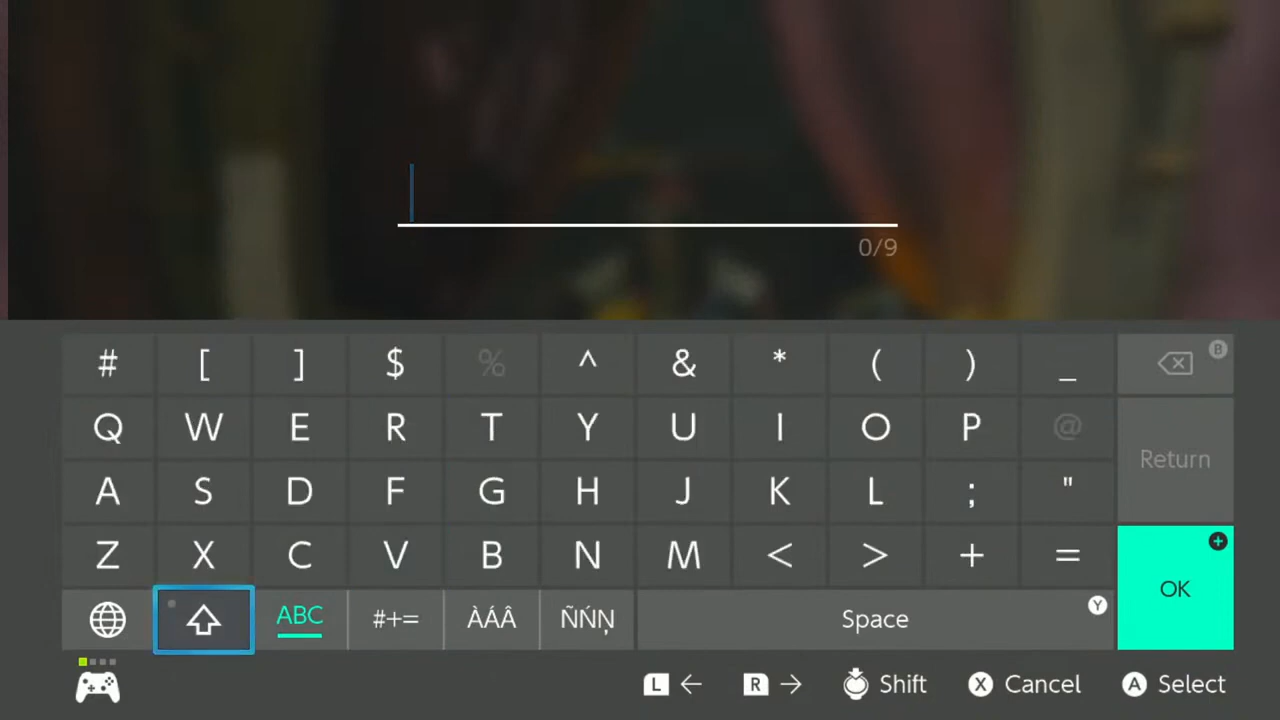 0/9
# [ ] $ % ^ & * ( ) _ B
Q W E R T Y U I O P @
Return
A S D F G H J K L ; "
Z X C V B N M < > + = +
OK
ABC #+= ÀÁÂ ÑŃŅ Space Y
L ← R → Shift X Cancel A Select